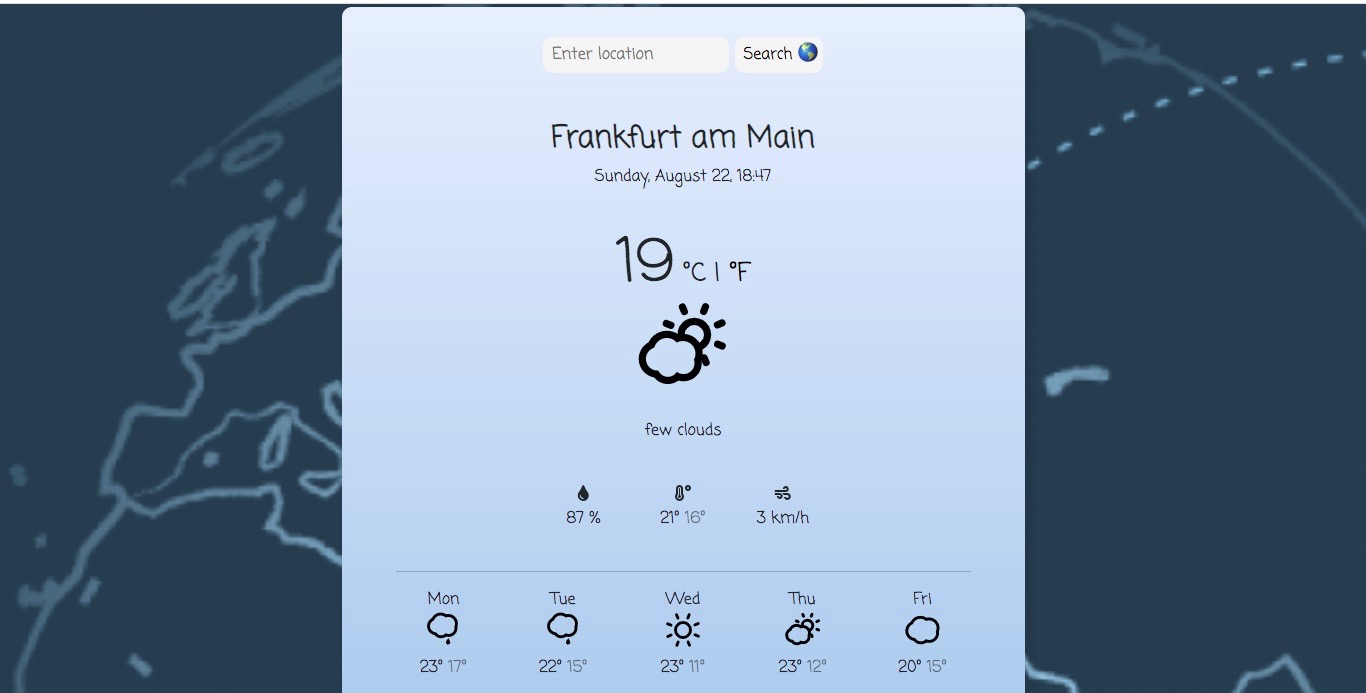 Enter location Search
Frankfurt am Main
Sunday, August 22, 18:47
19 °C | °F
few clouds
87 % 21° 16° 3 km/h
Mon Tue Wed Thu Fri
23° 17° 22° 15° 23° 11° 23° 12° 20° 15°